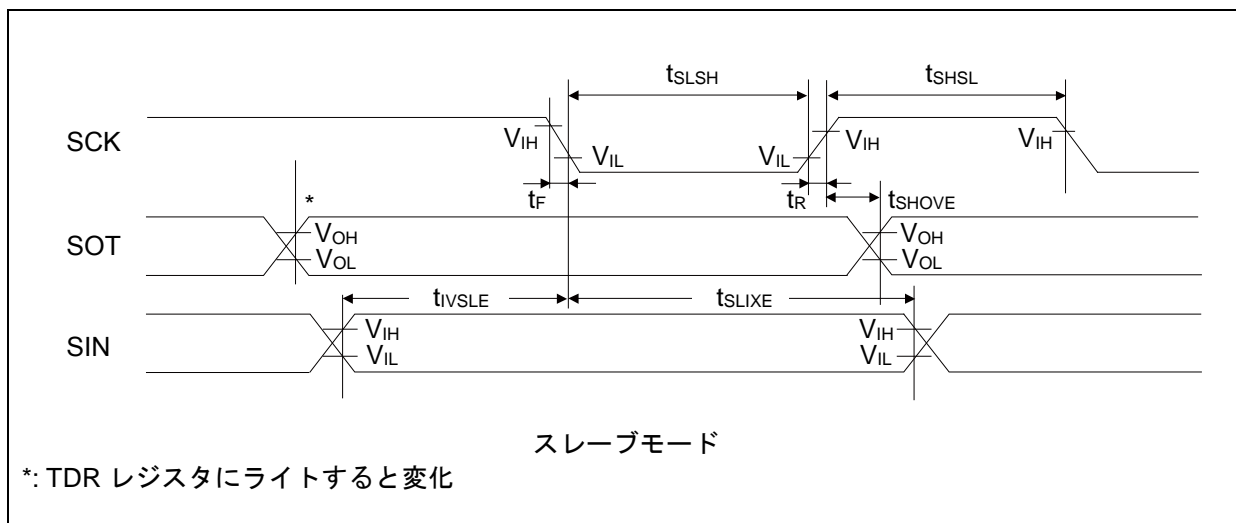 tSLSH
tSHSL
SCK
VIH
VIL
VIL
VIH
VIH
tF
tR
tSHOVE
*
SOT
VOH
VOL
VOH
VOL
tIVSLE
tSLIXE
SIN
VIH
VIL
VIH
VIL
スレーブモード
*: TDR レジスタにライトすると変化